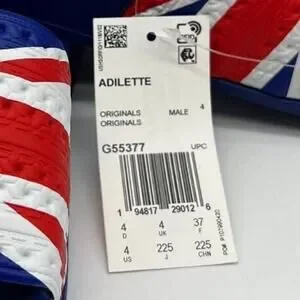 ADILETTE
ORIGINALS MALE 4
ORIGINALS
G55377 UPC
1 94817 29012 6
4 4 37
D UK F
4 225 225
US J CHN